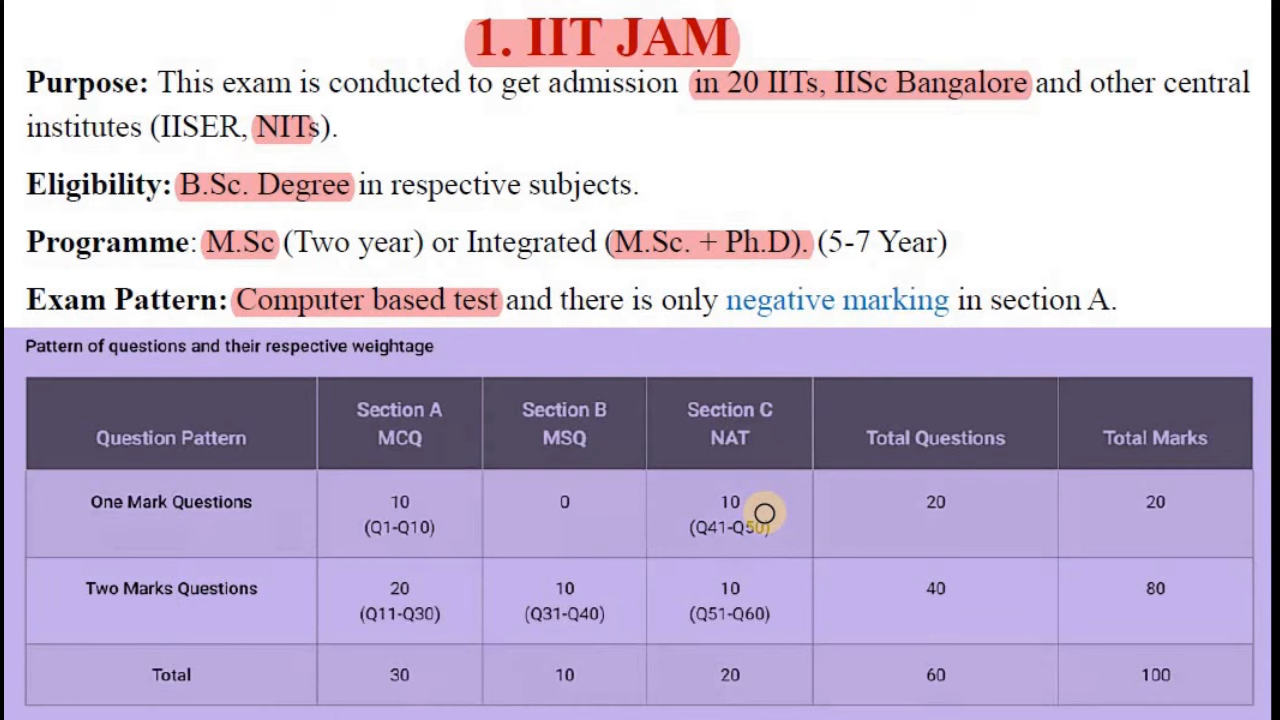 1. IIT JAM
Purpose: This exam is conducted to get admission in 20 IITs, IISc Bangalore and other central
institutes (IISER, NITs).
Eligibility: B.Sc. Degree in respective subjects.
Programme: M.Sc (Two year) or Integrated (M.Sc. + Ph.D). (5-7 Year)
Exam Pattern: Computer based test and there is only negative marking in section A.
Pattern of questions and their respective weightage
Question Pattern Section A MCQ Section B MSQ Section C NAT Total Questions Total Marks
One Mark Questions 10 0 10 20 20
(Q1-Q10) (Q41-Q50)
Two Marks Questions 20 10 10 40 80
(Q11-Q30) (Q31-Q40) (Q51-Q60)
Total 30 10 20 60 100